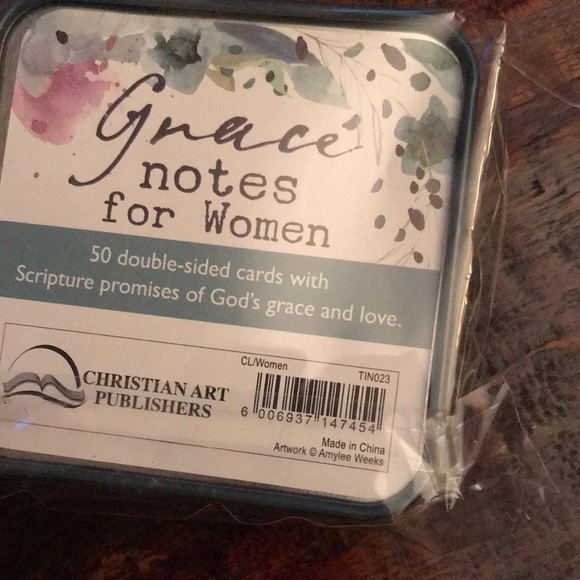 Grace
notes
for Women
50 double-sided cards with
Scripture promises of God's grace and love.
CL/Women
TIN023
CHRISTIAN ART
PUBLISHERS
6 006937 147454
Made in China
Artwork © Amylee Weeks